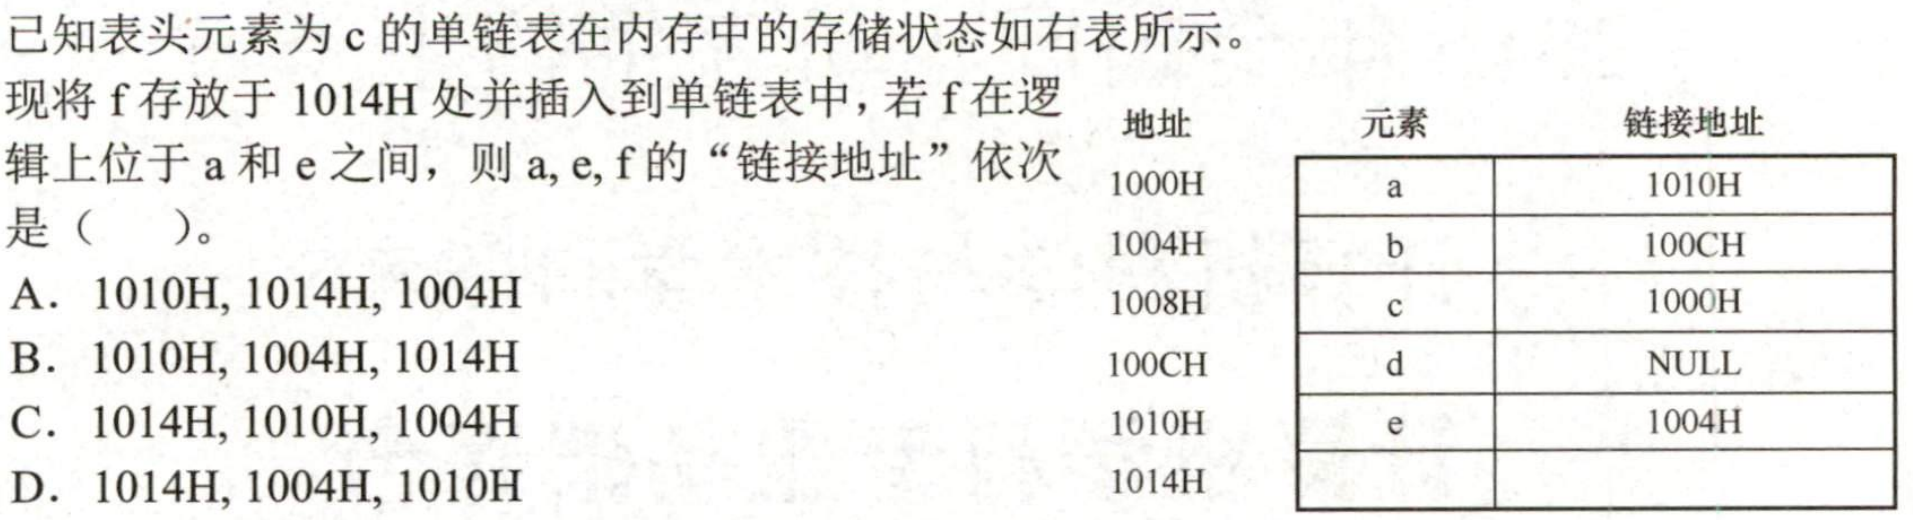 已知表头元素为 c 的单链表在内存中的存储状态如右表所示。
现将 f 存放于 1014H 处并插入到单链表中，若 f 在逻
辑上位于 a 和 e 之间，则 a, e, f 的“链接地址”依次
是（　　）。
A． 1010H, 1014H, 1004H
B． 1010H, 1004H, 1014H
C． 1014H, 1010H, 1004H
D． 1014H, 1004H, 1010H
地址 元素 链接地址
1000H a 1010H
1004H b 100CH
1008H c 1000H
100CH d NULL
1010H e 1004H
1014H